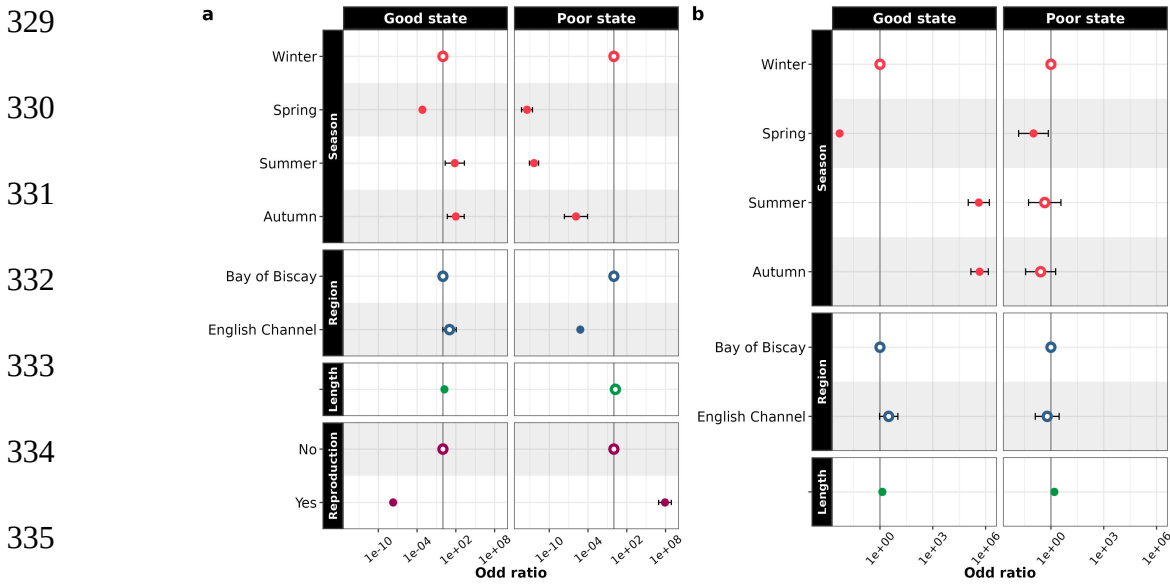 329
330
331
332
333
334
335
a
Good state
Poor state
Season
Winter
Spring
Summer
Autumn
Region
Bay of Biscay
English Channel
Length
Reproduction
No
Yes
1e-10
1e-04
1e+02
1e+08
1e-10
1e-04
1e+02
1e+08
Odd ratio
b
Good state
Poor state
Season
Winter
Spring
Summer
Autumn
Region
Bay of Biscay
English Channel
Length
1e+00
1e+03
1e+06
1e+00
1e+03
1e+06
Odd ratio